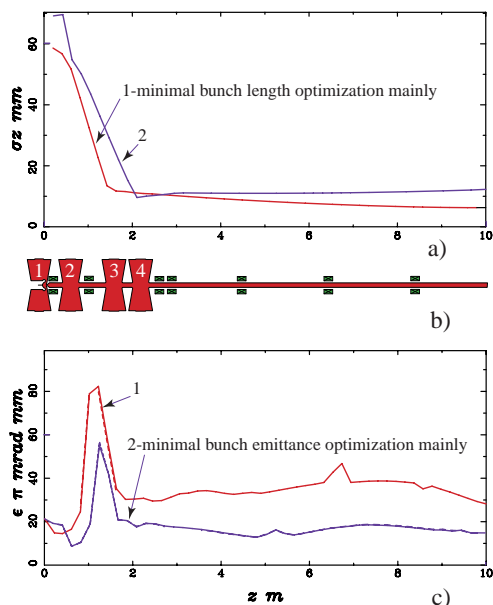 60
40
20
0
σz mm
1-minimal bunch length optimization mainly
2
0 2 4 6 8 10
a)
1 2 3 4
b)
80
60
40
20
0
ϵ π mrad mm
1
2-minimal bunch emittance optimization mainly
0 2 4 6 8 10
z m
c)